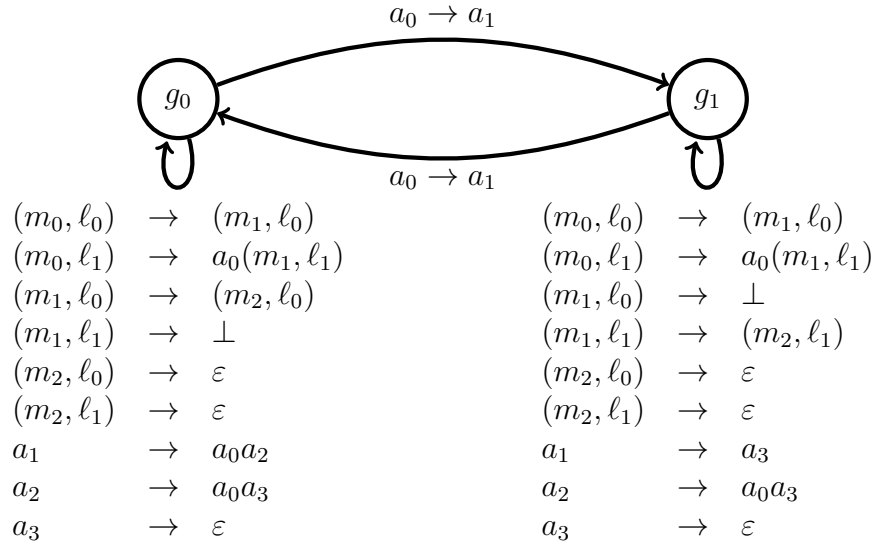 a₀ → a₁
g₀ g₁
a₀ → a₁
(m₀, ℓ₀) → (m₁, ℓ₀) (m₀, ℓ₀) → (m₁, ℓ₀)
(m₀, ℓ₁) → a₀(m₁, ℓ₁) (m₀, ℓ₁) → a₀(m₁, ℓ₁)
(m₁, ℓ₀) → (m₂, ℓ₀) (m₁, ℓ₀) → ⊥
(m₁, ℓ₁) → ⊥ (m₁, ℓ₁) → (m₂, ℓ₁)
(m₂, ℓ₀) → ε (m₂, ℓ₀) → ε
(m₂, ℓ₁) → ε (m₂, ℓ₁) → ε
a₁ → a₀a₂ a₁ → a₃
a₂ → a₀a₃ a₂ → a₀a₃
a₃ → ε a₃ → ε